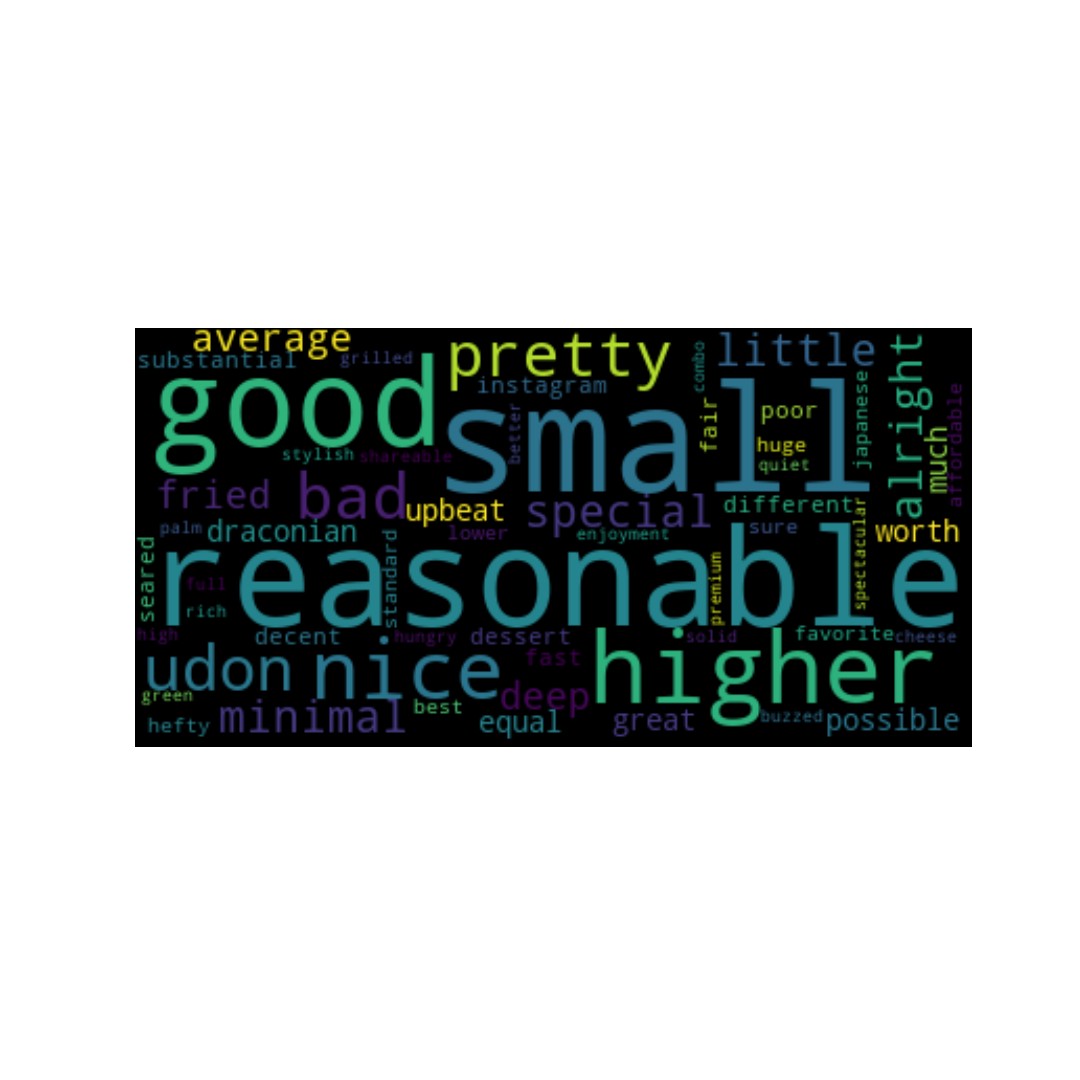 average
pretty
little
substantial
grilled
instagram
combo
alright
good
small
fair
poor
japanese
better
huge
quiet
stylish
shareable
much
affordable
fried
bad
upbeat
special
different
palm
draconian
lower
enjoyment
sure
spectacular
worth
seared
reasonable
standard
premium
full
rich
high
decent
hungry
dessert
solid
favorite
cheese
udon
nice
fast
higher
green
deep
best
hefty
minimal
equal
great
buzzed
possible